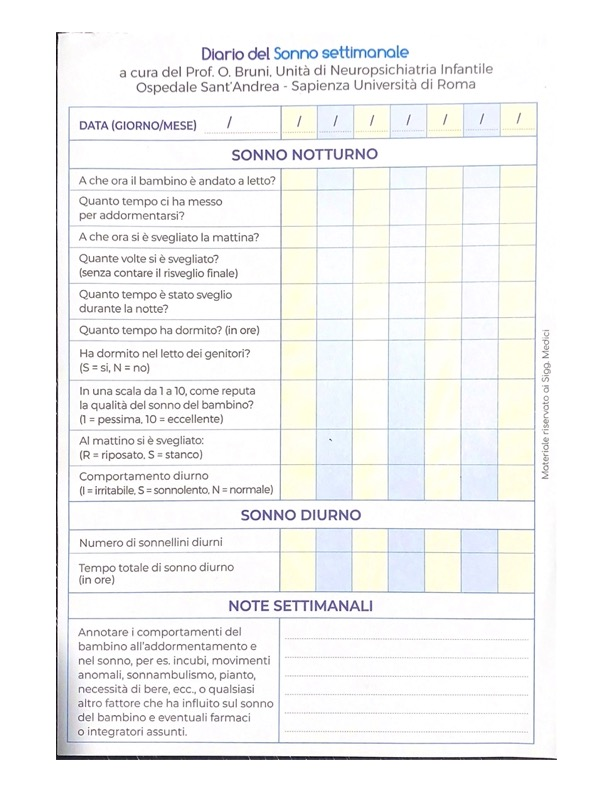 Diario del Sonno settimanale
a cura del Prof. O. Bruni, Unità di Neuropsichiatria Infantile
Ospedale Sant'Andrea - Sapienza Università di Roma
DATA (GIORNO/MESE) / / / / / / / /
SONNO NOTTURNO
A che ora il bambino è andato a letto?
Quanto tempo ci ha messo
per addormentarsi?
A che ora si è svegliato la mattina?
Quante volte si è svegliato?
(senza contare il risveglio finale)
Quanto tempo è stato sveglio
durante la notte?
Quanto tempo ha dormito? (in ore)
Ha dormito nel letto dei genitori?
(S = si, N = no)
In una scala da 1 a 10, come reputa
la qualità del sonno del bambino?
(1 = pessima, 10 = eccellente)
Al mattino si è svegliato:
(R = riposato, S = stanco)
Comportamento diurno
(I = irritabile, S = sonnolento, N = normale)
SONNO DIURNO
Numero di sonnellini diurni
Tempo totale di sonno diurno
(in ore)
NOTE SETTIMANALI
Annotare i comportamenti del
bambino all'addormentamento e
nel sonno, per es. incubi, movimenti
anomali, sonnambulismo, pianto,
necessità di bere, ecc., o qualsiasi
altro fattore che ha influito sul sonno
del bambino e eventuali farmaci
o integratori assunti.
Materiale riservato ai Sigg. Medici